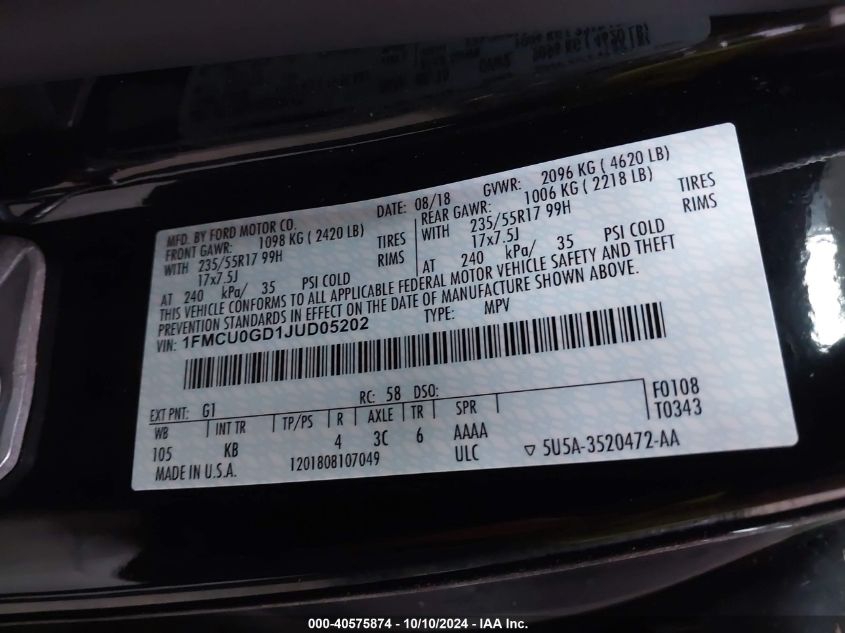 MFD. BY FORD MOTOR CO.
DATE: 08/18
GVWR: 2096 KG ( 4620 LB)
FRONT GAWR: 1098 KG ( 2420 LB)
REAR GAWR: 1006 KG ( 2218 LB)
WITH 235/55R17 99H TIRES
WITH 235/55R17 99H TIRES
17x7.5J RIMS
17x7.5J RIMS
AT 240 kPa/ 35 PSI COLD
AT 240 kPa/ 35 PSI COLD
THIS VEHICLE CONFORMS TO ALL APPLICABLE FEDERAL MOTOR VEHICLE SAFETY AND THEFT
PREVENTION STANDARDS IN EFFECT ON THE DATE OF MANUFACTURE SHOWN ABOVE.
VIN: 1FMCU0GD1JUD05202
TYPE: MPV
EXT PNT: G1 RC: 58 DSO:
F0108
T0343
WB INT TR TP/PS R AXLE TR SPR
105 KB 4 3C 6 AAAA
ULC
MADE IN U.S.A. 1201808107049
5U5A-3520472-AA
000-40575874 - 10/10/2024 - IAA Inc.